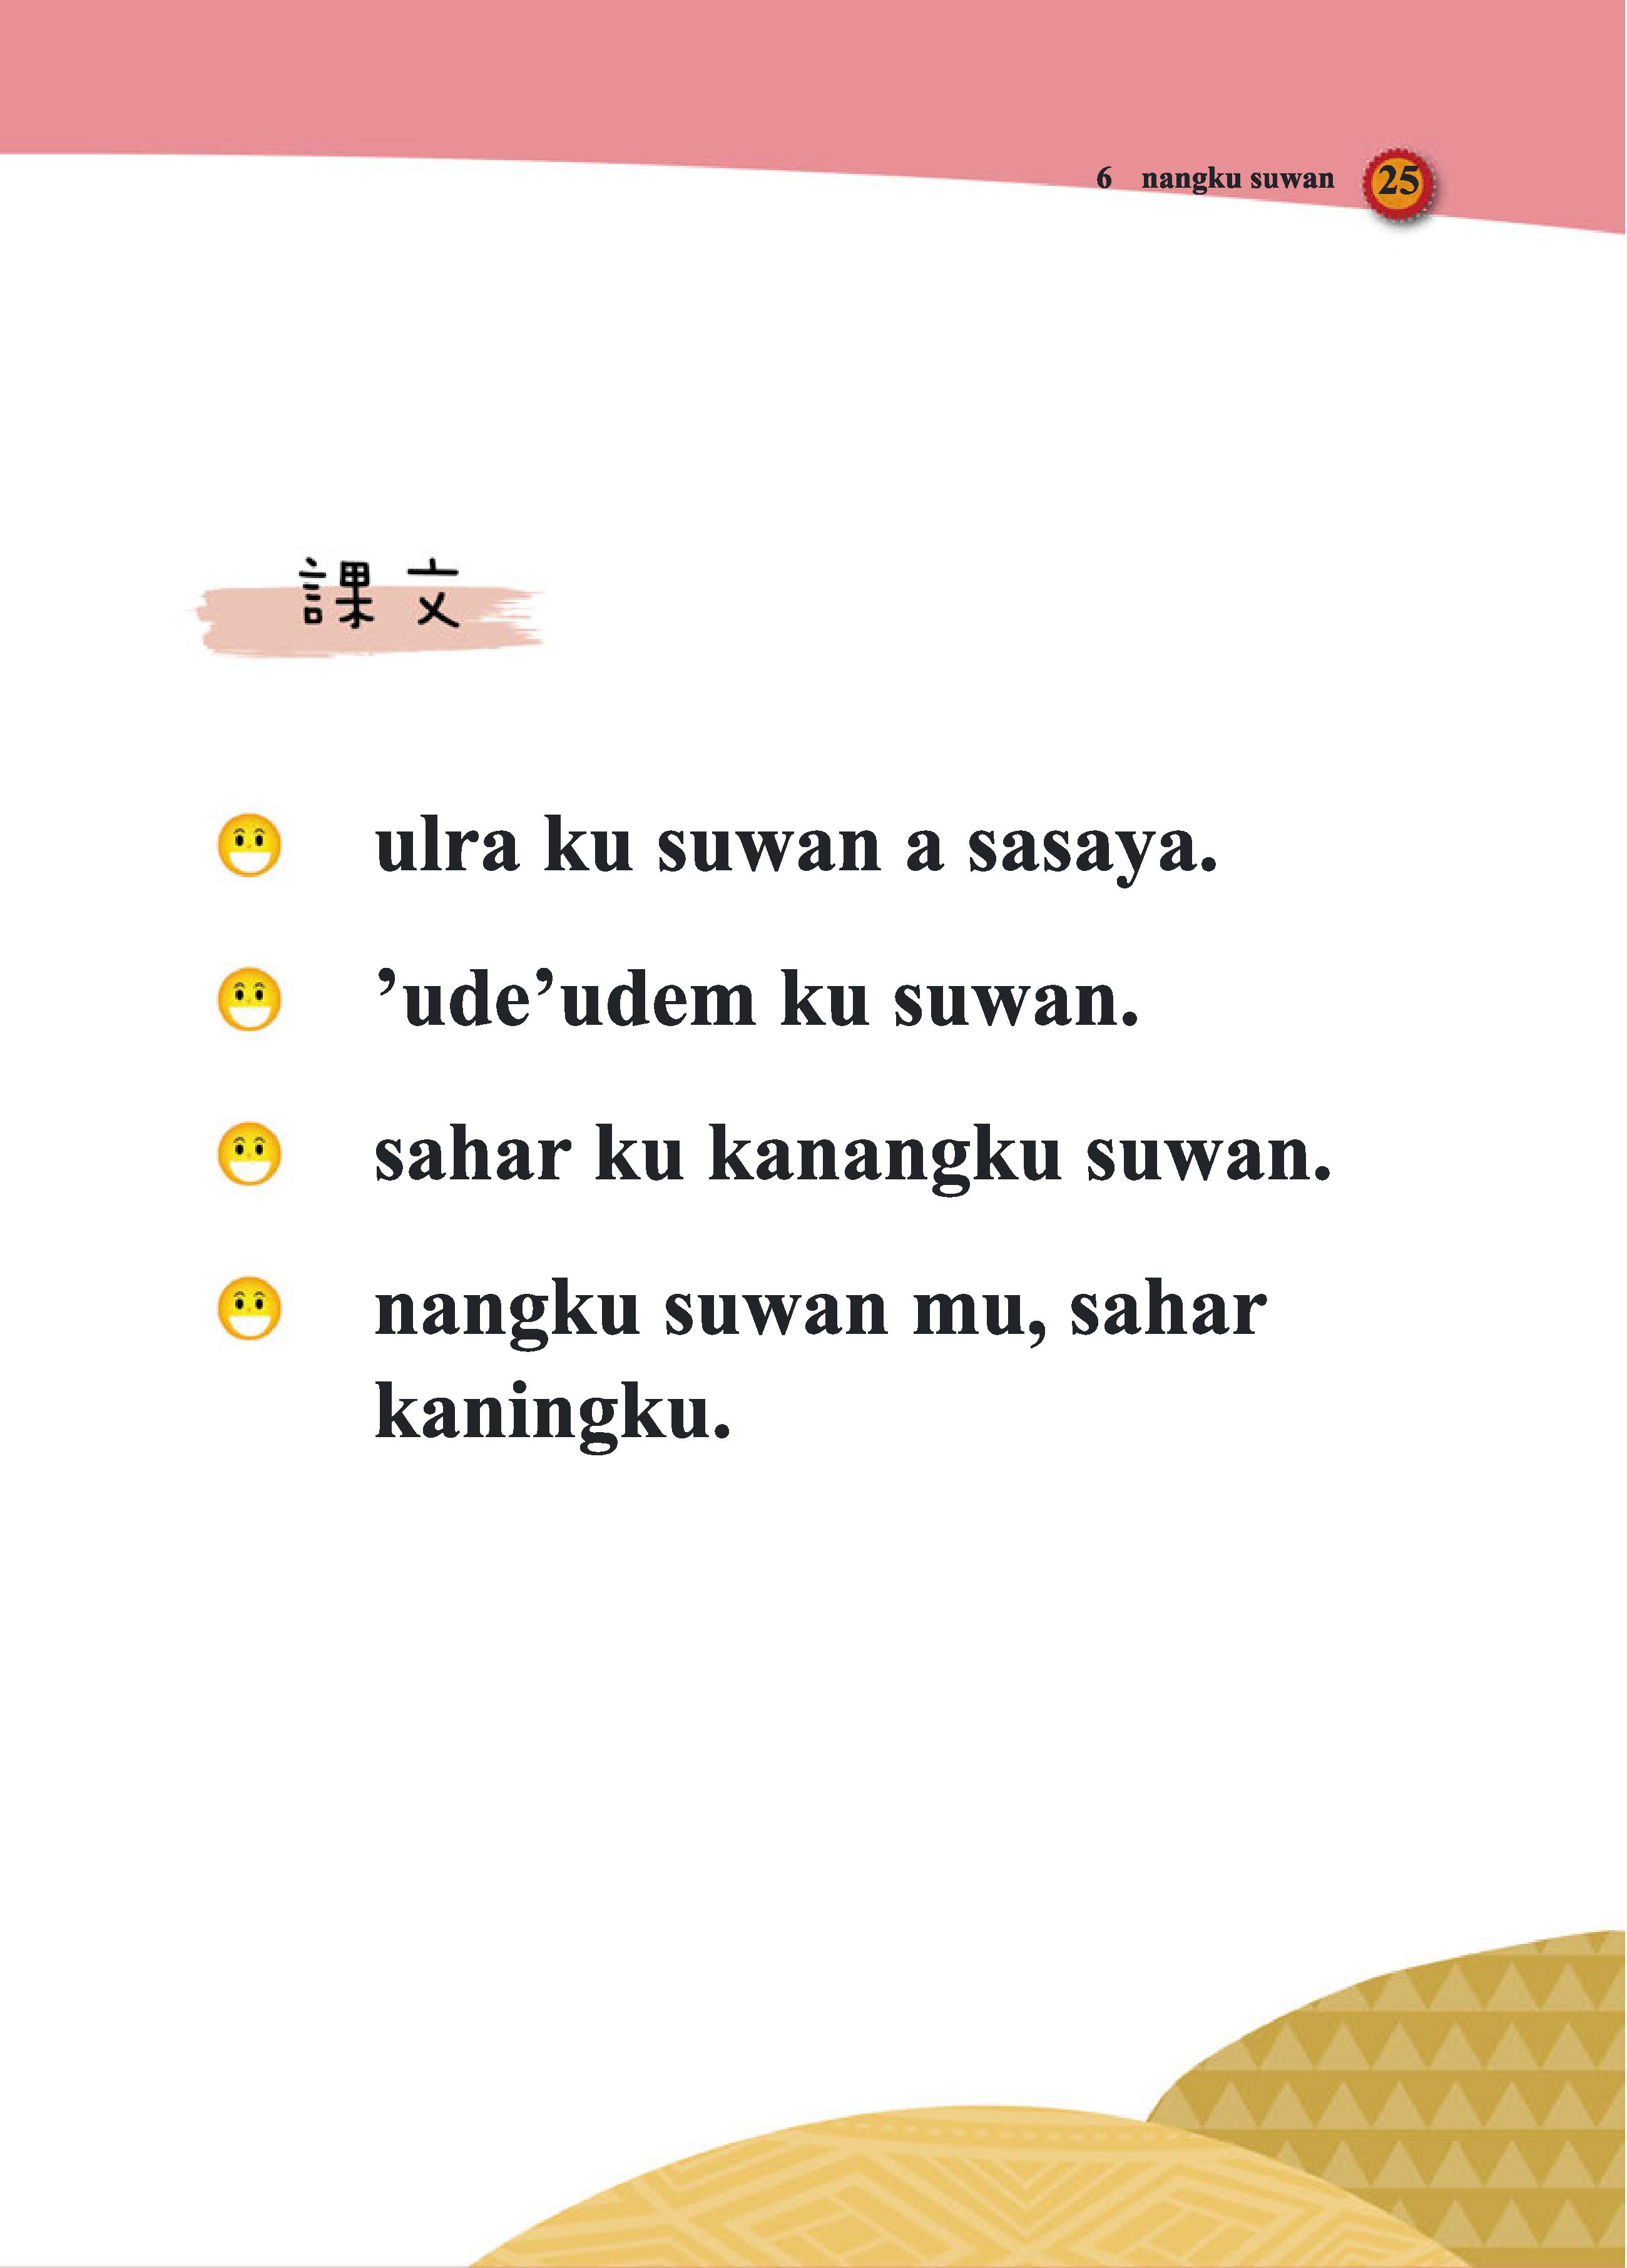 6 nangku suwan 25
課文
ulra ku suwan a sasaya.
’ude’udem ku suwan.
sahar ku kanangku suwan.
nangku suwan mu, sahar
kaningku.